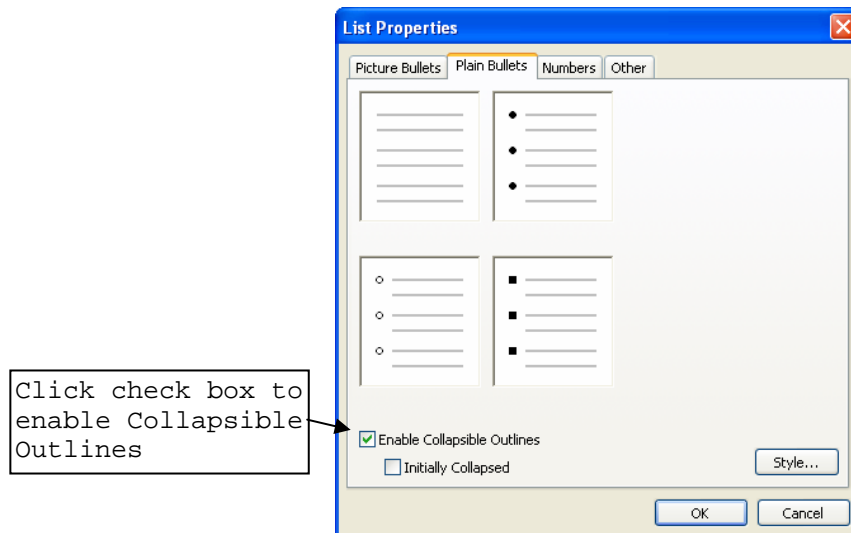 List Properties
Picture Bullets Plain Bullets Numbers Other
Click check box to
enable Collapsible
Outlines
Enable Collapsible Outlines
Initially Collapsed
Style...
OK Cancel